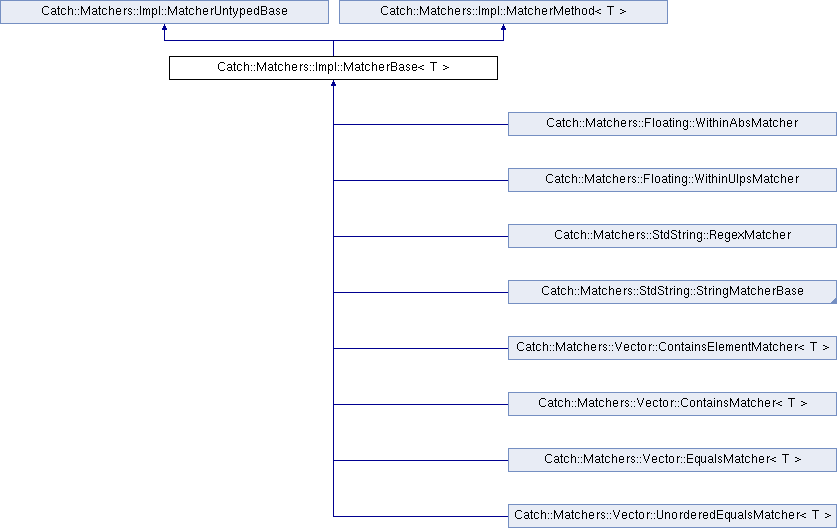 Catch::Matchers::Impl::MatcherUntypedBase
Catch::Matchers::Impl::MatcherMethod< T >
Catch::Matchers::Impl::MatcherBase< T >
Catch::Matchers::Floating::WithinAbsMatcher
Catch::Matchers::Floating::WithinUlpsMatcher
Catch::Matchers::StdString::RegexMatcher
Catch::Matchers::StdString::StringMatcherBase
Catch::Matchers::Vector::ContainsElementMatcher< T >
Catch::Matchers::Vector::ContainsMatcher< T >
Catch::Matchers::Vector::EqualsMatcher< T >
Catch::Matchers::Vector::UnorderedEqualsMatcher< T >